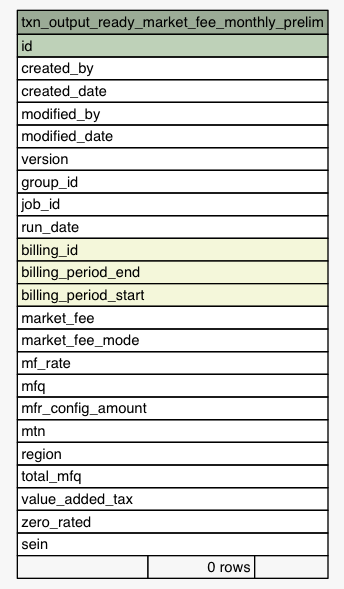 txn_output_ready_market_fee_monthly_prelim
id
created_by
created_date
modified_by
modified_date
version
group_id
job_id
run_date
billing_id
billing_period_end
billing_period_start
market_fee
market_fee_mode
mf_rate
mfq
mfr_config_amount
mtn
region
total_mfq
value_added_tax
zero_rated
sein
0 rows